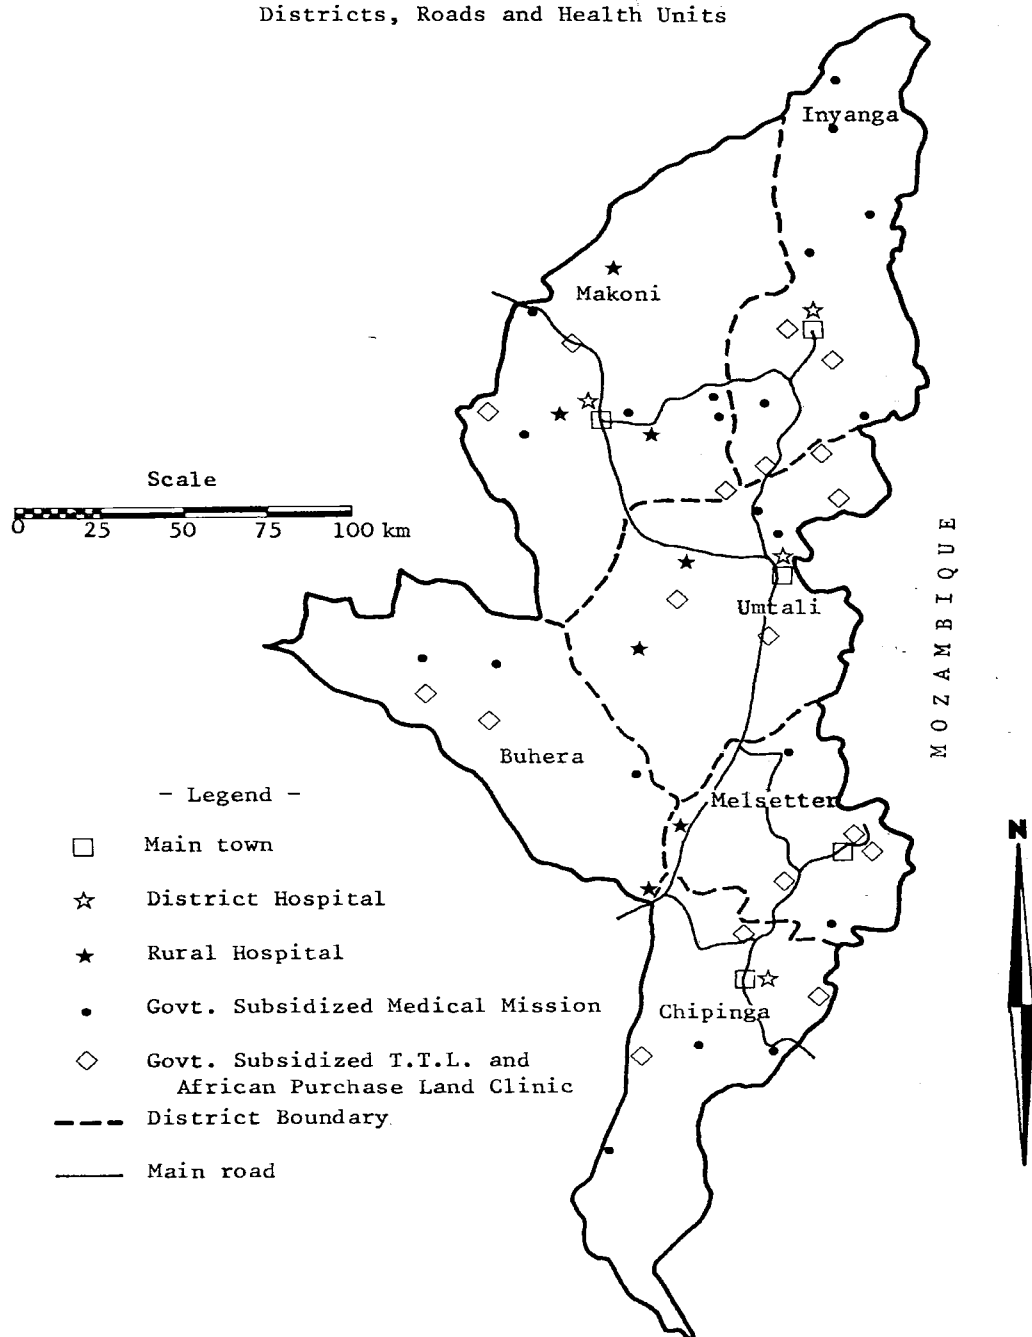 Districts, Roads and Health Units
Inyanga
Makoni
Scale
0 25 50 75 100 km
MOZAMBIQUE
Umtali
Buhera
- Legend -
Melsetter
N
Main town
District Hospital
Rural Hospital
Govt. Subsidized Medical Mission
Chipinga
Govt. Subsidized T.T.L. and
African Purchase Land Clinic
District Boundary
Main road